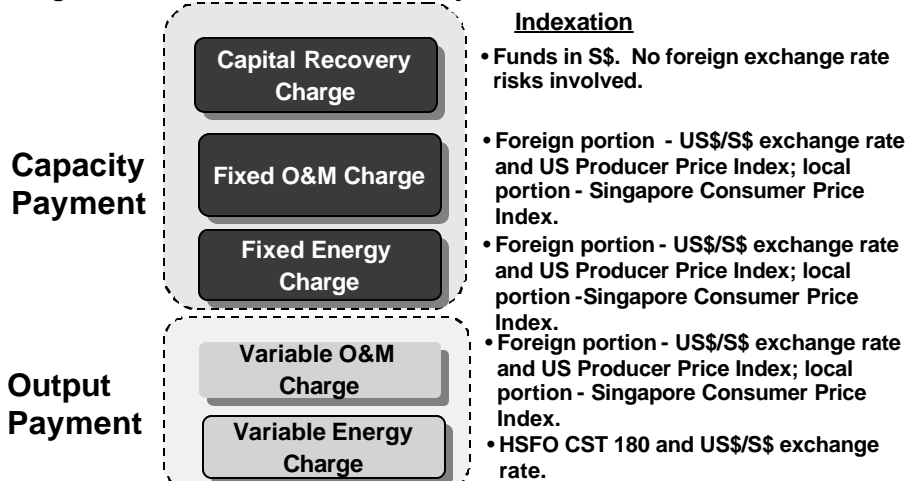 Indexation
Capital Recovery
Charge
• Funds in S$. No foreign exchange rate
risks involved.
Capacity
Payment
Fixed O&M Charge
• Foreign portion - US$/S$ exchange rate
and US Producer Price Index; local
portion - Singapore Consumer Price
Index.
Fixed Energy
Charge
• Foreign portion - US$/S$ exchange rate
and US Producer Price Index; local
portion -Singapore Consumer Price
Index.
Output
Payment
Variable O&M
Charge
• Foreign portion - US$/S$ exchange rate
and US Producer Price Index; local
portion - Singapore Consumer Price
Index.
Variable Energy
Charge
• HSFO CST 180 and US$/S$ exchange
rate.